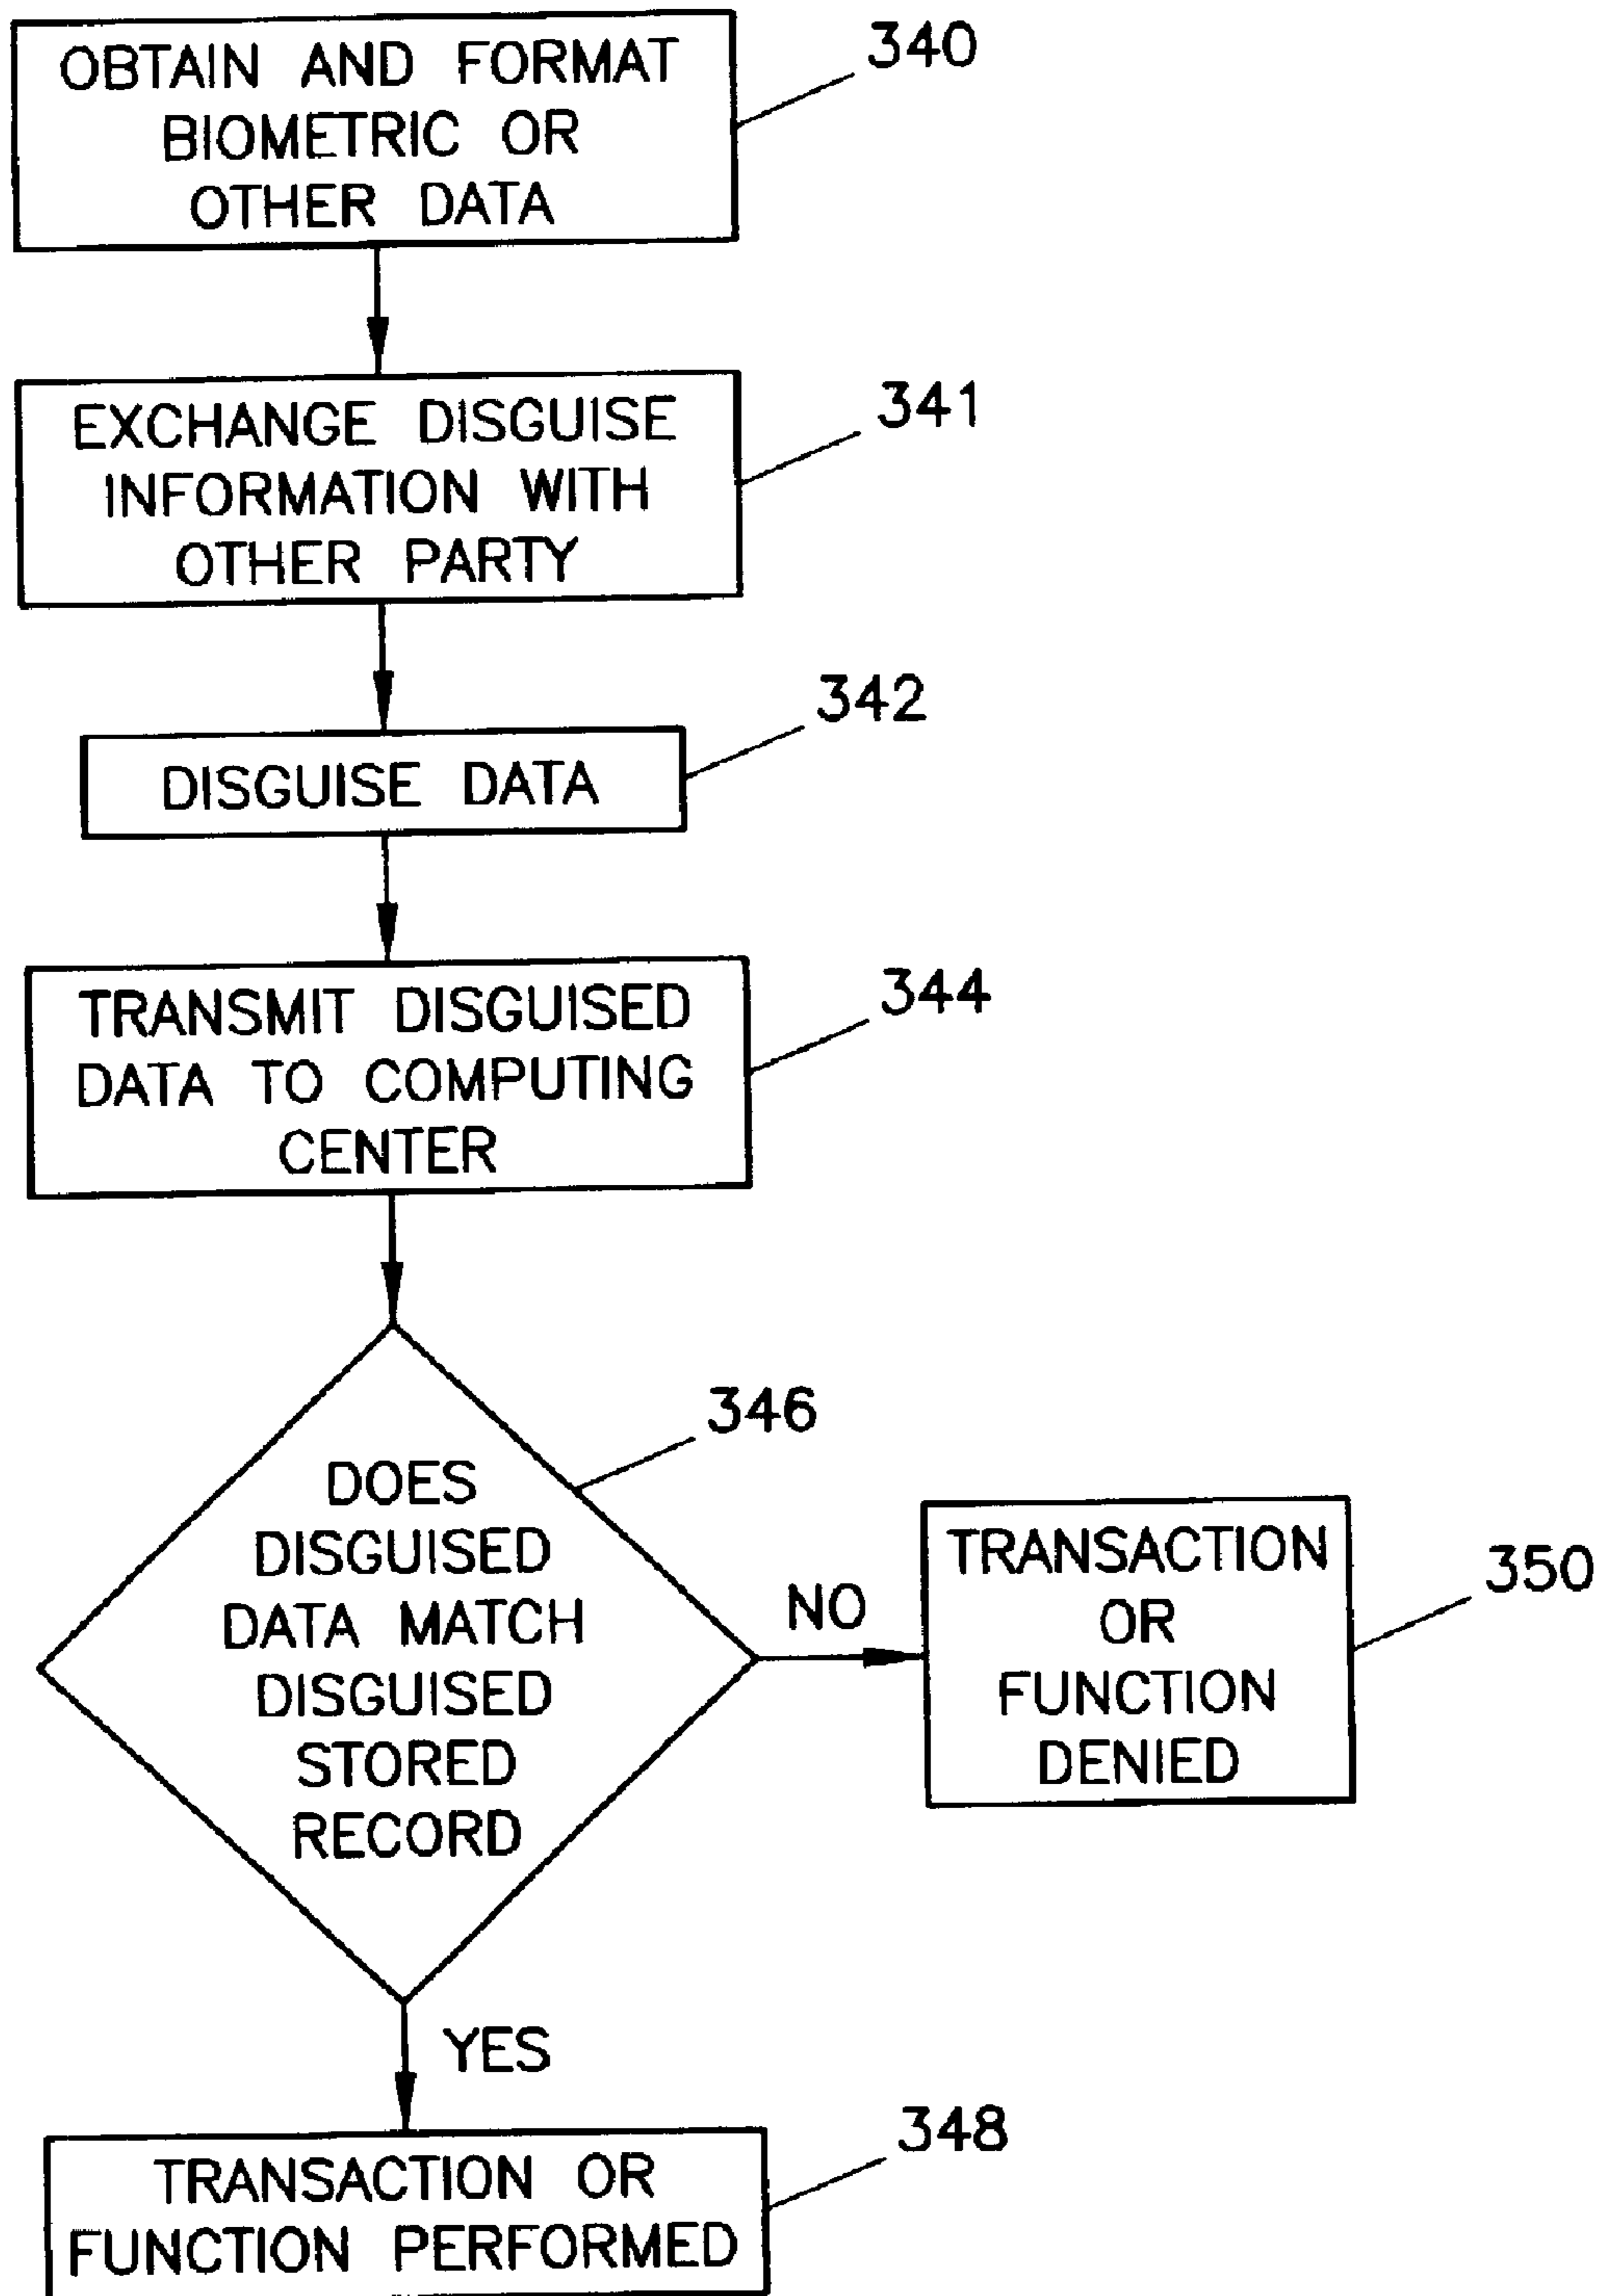 OBTAIN AND FORMAT
BIOMETRIC OR
OTHER DATA
340
EXCHANGE DISGUISE
INFORMATION WITH
OTHER PARTY
341
DISGUISE DATA
342
TRANSMIT DISGUISED
DATA TO COMPUTING
CENTER
344
DOES
DISGUISED
DATA MATCH
DISGUISED
STORED
RECORD
346
NO
TRANSACTION
OR
FUNCTION
DENIED
350
YES
TRANSACTION OR
FUNCTION PERFORMED
348